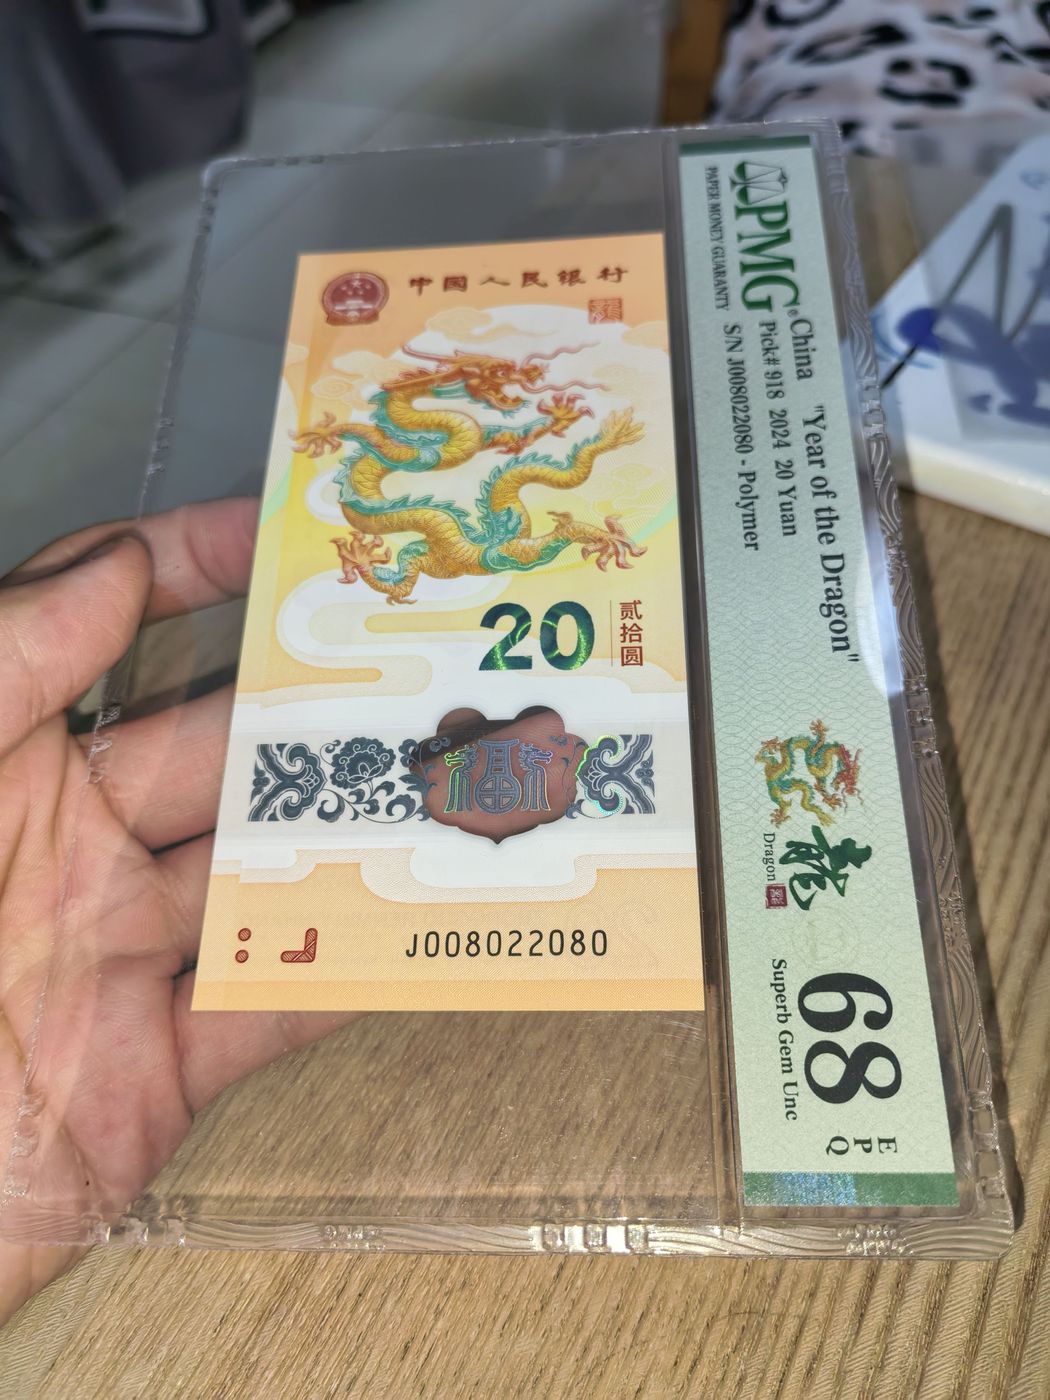 中国人民银行
20
贰拾圆
福
J008022080
PMG®
PAPER MONEY GUARANTY
China "Year of the Dragon"
Pick# 918 2024 20 Yuan
S/N J008022080 - Polymer
龍
Dragon
68
EPQ
Superb Gem Unc